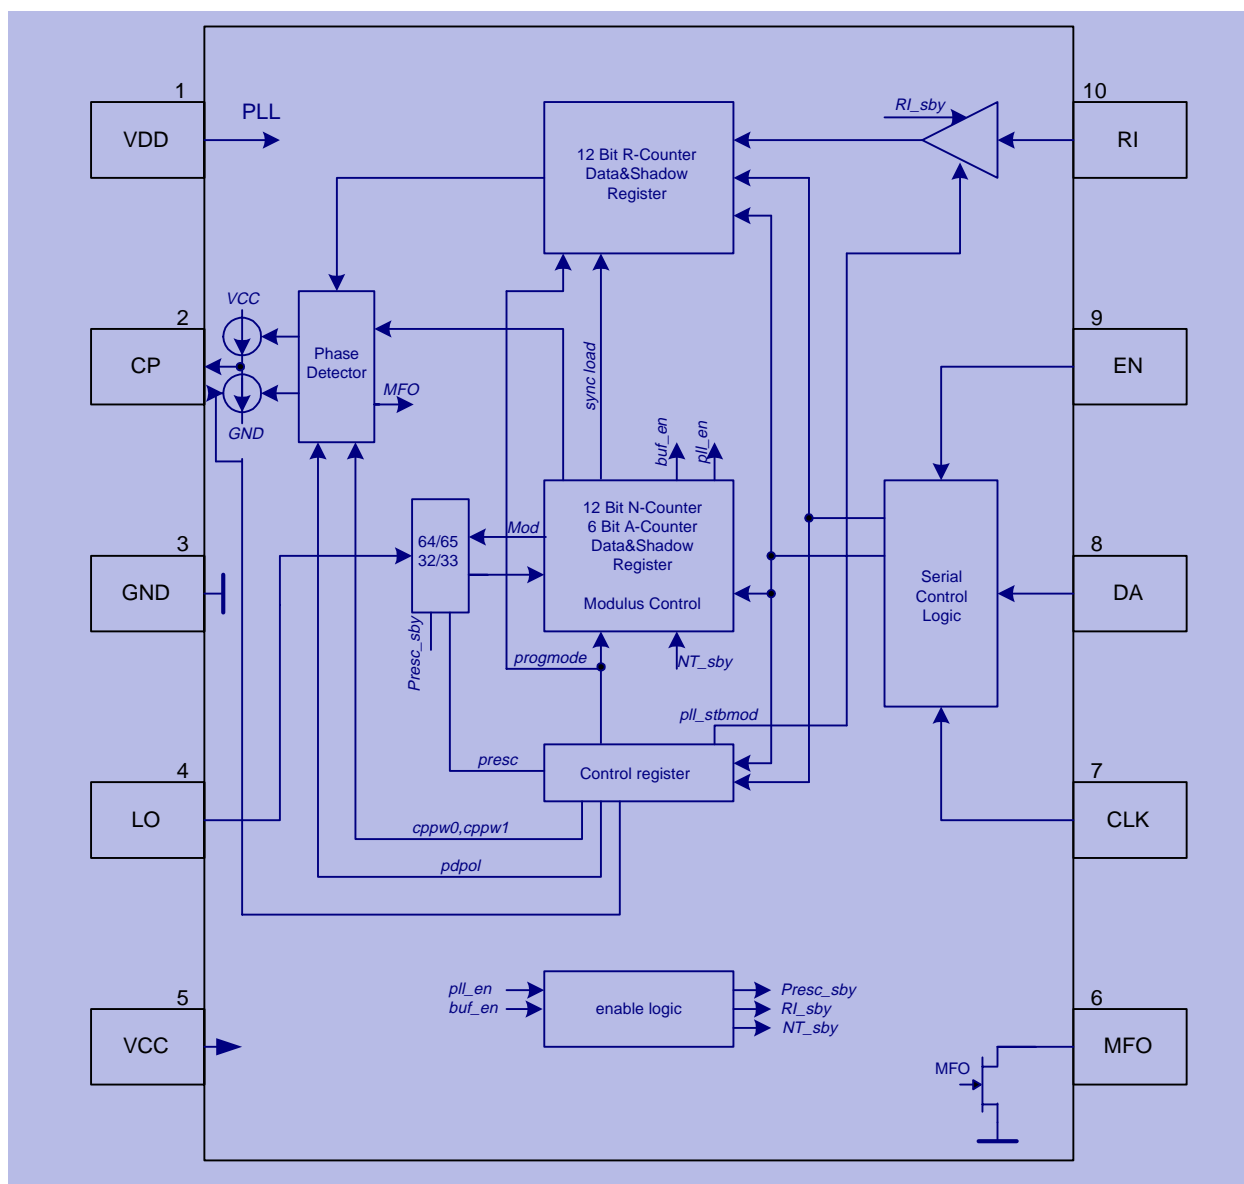 1
VDD
PLL
12 Bit R-Counter
Data&Shadow
Register
RI_sby
10
RI
2
CP
VCC
GND
Phase
Detector
MFO
sync load
buf_en
pll_en
9
EN
3
GND
64/65
32/33
Mod
Presc_sby
12 Bit N-Counter
6 Bit A-Counter
Data&Shadow
Register
Modulus Control
progmode
NT_sby
Serial
Control
Logic
8
DA
4
LO
presc
pll_stbmod
Control register
cppw0,cppw1
pdpol
7
CLK
5
VCC
pll_en
buf_en
enable logic
Presc_sby
RI_sby
NT_sby
6
MFO
MFO